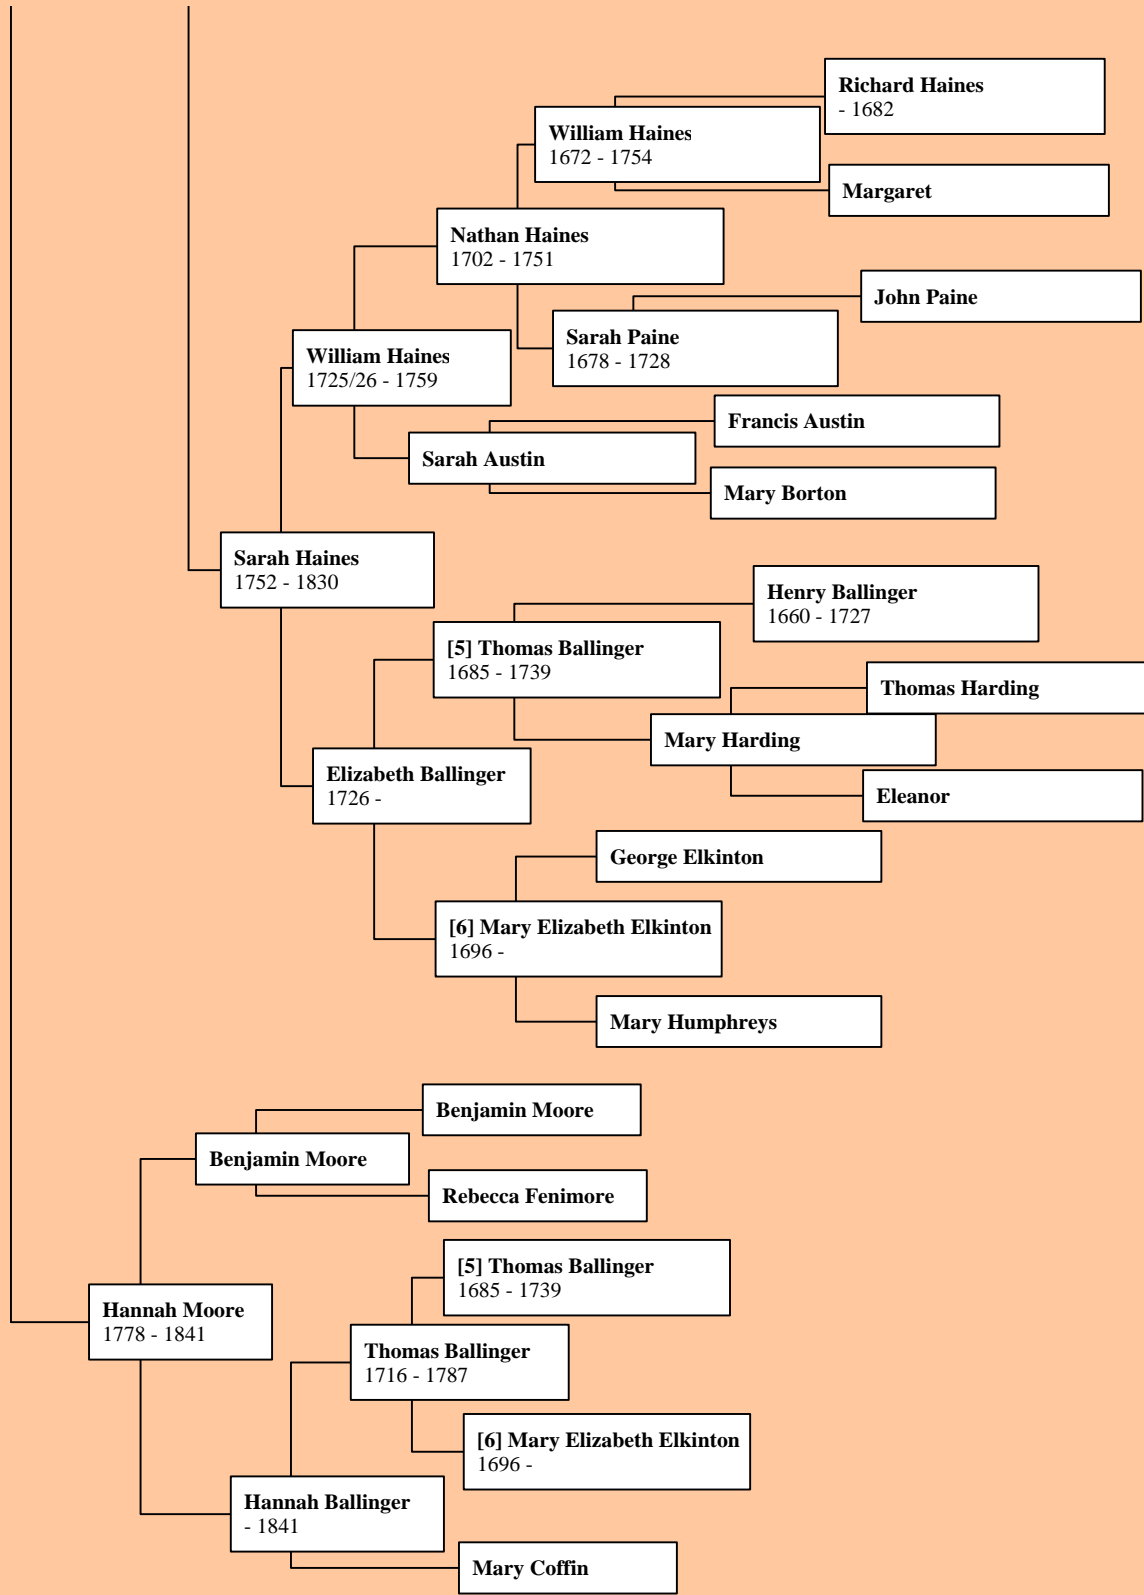 Richard Haines
- 1682
William Haines
1672 - 1754
Margaret
Nathan Haines
1702 - 1751
John Paine
Sarah Paine
1678 - 1728
William Haines
1725/26 - 1759
Francis Austin
Sarah Austin
Mary Borton
Sarah Haines
1752 - 1830
Henry Ballinger
1660 - 1727
[5] Thomas Ballinger
1685 - 1739
Thomas Harding
Mary Harding
Elizabeth Ballinger
1726 -
Eleanor
George Elkinton
[6] Mary Elizabeth Elkinton
1696 -
Mary Humphreys
Benjamin Moore
Benjamin Moore
Rebecca Fenimore
[5] Thomas Ballinger
1685 - 1739
Hannah Moore
1778 - 1841
Thomas Ballinger
1716 - 1787
[6] Mary Elizabeth Elkinton
1696 -
Hannah Ballinger
- 1841
Mary Coffin